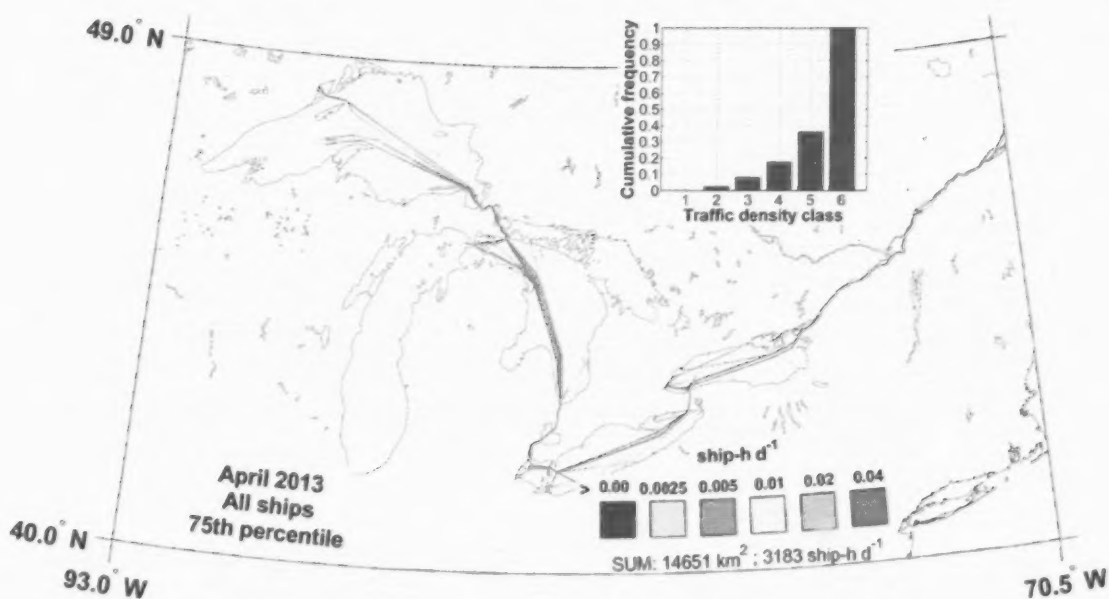 49.0° N
1
0.9
0.8
0.7
0.6
0.5
0.4
0.3
0.2
0.1
0
Cumulative frequency
1 2 3 4 5 6
Traffic density class
April 2013
All ships
75th percentile
ship-h d⁻¹
> 0.00 0.0025 0.005 0.01 0.02 0.04
SUM: 14651 km² ; 3183 ship-h d⁻¹
40.0° N
93.0° W
70.5° W